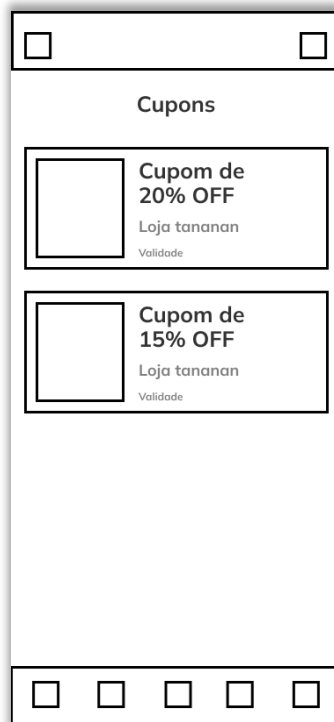 Cupons
Cupom de
20% OFF
Loja tananan
Validade
Cupom de
15% OFF
Loja tananan
Validade